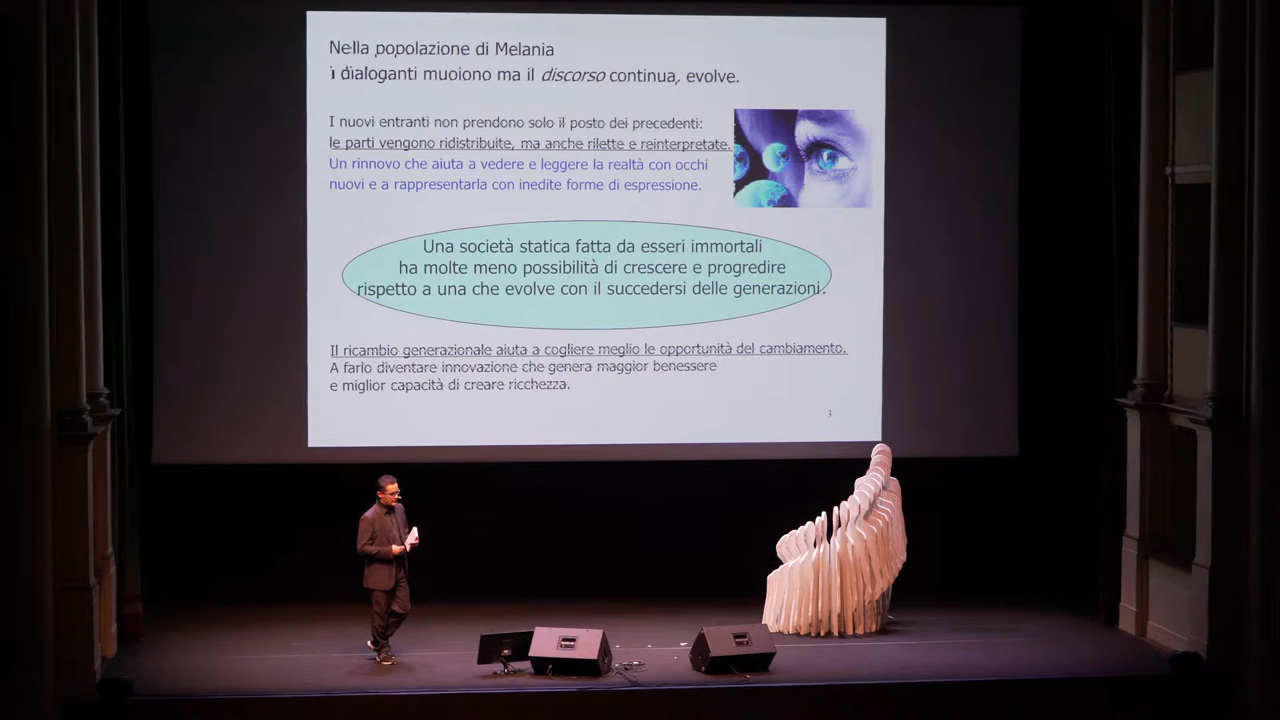 Nella popolazione di Melania
i dialoganti muoiono ma il discorso continua, evolve.
I nuovi entranti non prendono solo il posto dei precedenti:
le parti vengono ridistribuite, ma anche rilette e reinterpretate.
Un rinnovo che aiuta a vedere e leggere la realtà con occhi
nuovi e a rappresentarla con inedite forme di espressione.
Una società statica fatta da esseri immortali
ha molte meno possibilità di crescere e progredire
rispetto a una che evolve con il succedersi delle generazioni.
Il ricambio generazionale aiuta a cogliere meglio le opportunità del cambiamento.
A farlo diventare innovazione che genera maggior benessere
e miglior capacità di creare ricchezza.
3